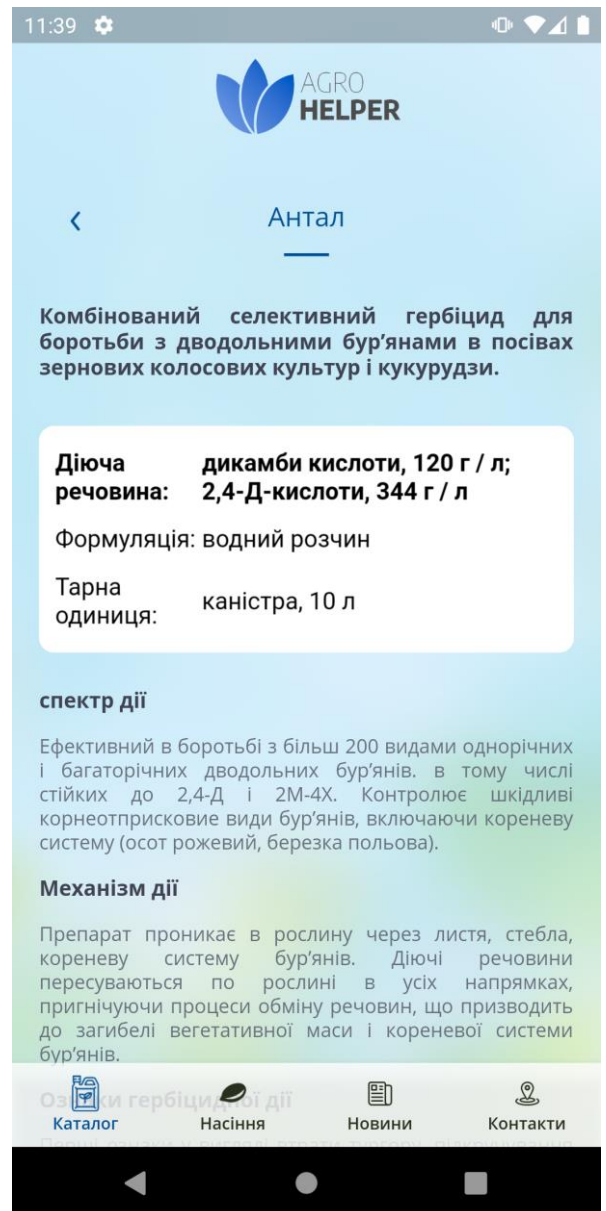 11:39
AGRO
HELPER
Антал
Комбінований селективний гербіцид для
боротьби з дводольними бур’янами в посівах
зернових колосових культур і кукурудзи.
Діюча
речовина:
дикамби кислоти, 120 г / л;
2,4-Д-кислоти, 344 г / л
Формуляція: водний розчин
Тарна
одиниця:
каністра, 10 л
спектр дії
Ефективний в боротьбі з більш 200 видами однорічних
і багаторічних дводольних бур’янів. в тому числі
стійких до 2,4-Д і 2М-4Х. Контролює шкідливі
корнеотприсковие види бур’янів, включаючи кореневу
систему (осот рожевий, березка польова).
Механізм дії
Препарат проникає в рослину через листя, стебла,
кореневу систему бур’янів. Діючі речовини
пересуваються по рослині в усіх напрямках,
пригнічуючи процеси обміну речовин, що призводить
до загибелі вегетативної маси і кореневої системи
бур’янів.
Ознаки гербіцидної дії
Каталог
Насіння
Новини
Контакти